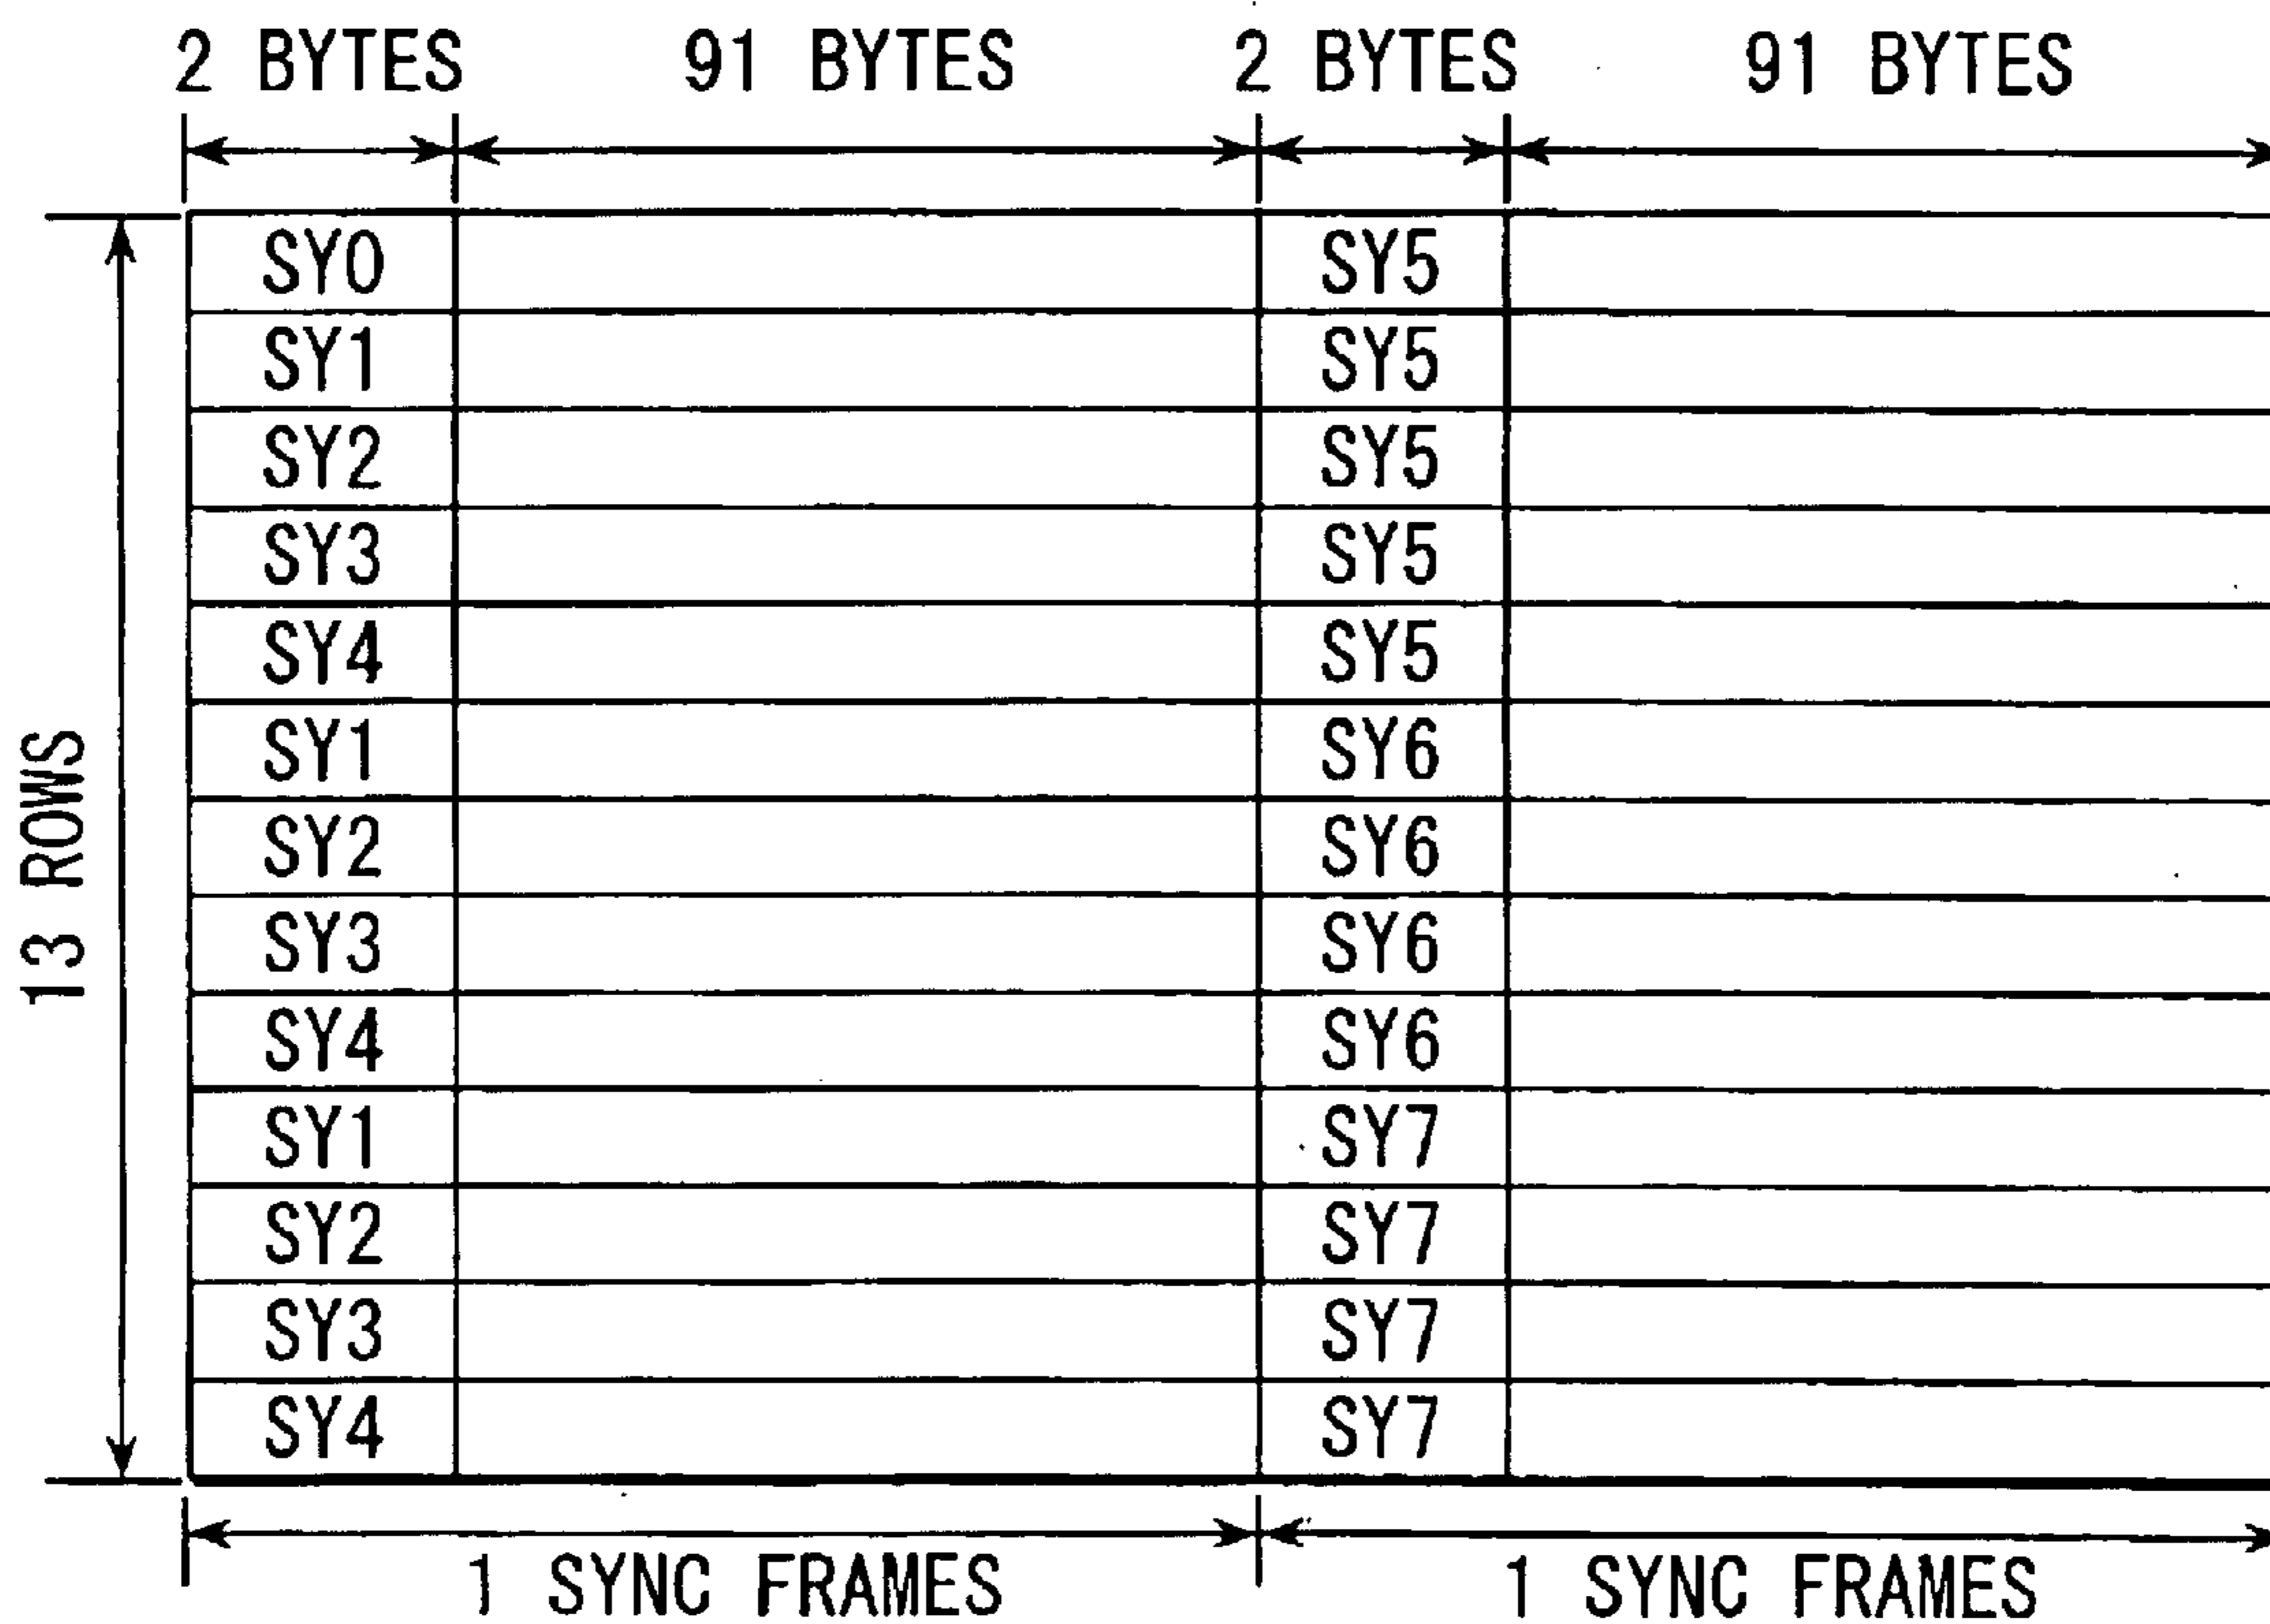 2 BYTES 91 BYTES 2 BYTES 91 BYTES
13 ROWS
SY0 SY5
SY1 SY5
SY2 SY5
SY3 SY5
SY4 SY5
SY1 SY6
SY2 SY6
SY3 SY6
SY4 SY6
SY1 SY7
SY2 SY7
SY3 SY7
SY4 SY7
1 SYNC FRAMES 1 SYNC FRAMES